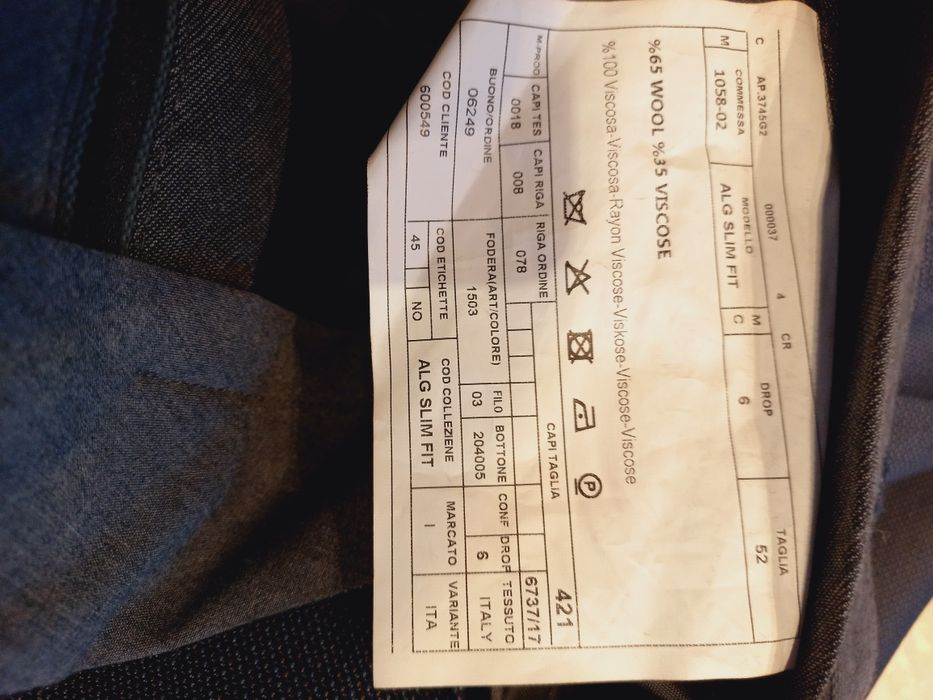 C AP.3745G2 000037 4 CR TAGLIA
M COMMESSA MODELLO M DROP 52
1058-02 ALG SLIM FIT C 6
%65 WOOL %35 VISCOSE
%100 Viscosa-Viscosa-Rayon Viscose-Viskose-Viscose-Viscose
P
CAPI TAGLIA 421
M-PROD CAPI TES CAPI RIGA RIGA ORDINE 6737/17
0018 008 078
BUONO/ORDINE FODERA(ART/COLORE) FILO BOTTONE CONF DROP TESSUTO
06249 1503 03 204005 6 ITALY
COD CLIENTE COD ETICHETTE COD COLLEZIENE MARCATO VARIANTE
600549 45 NO ALG SLIM FIT I ITA